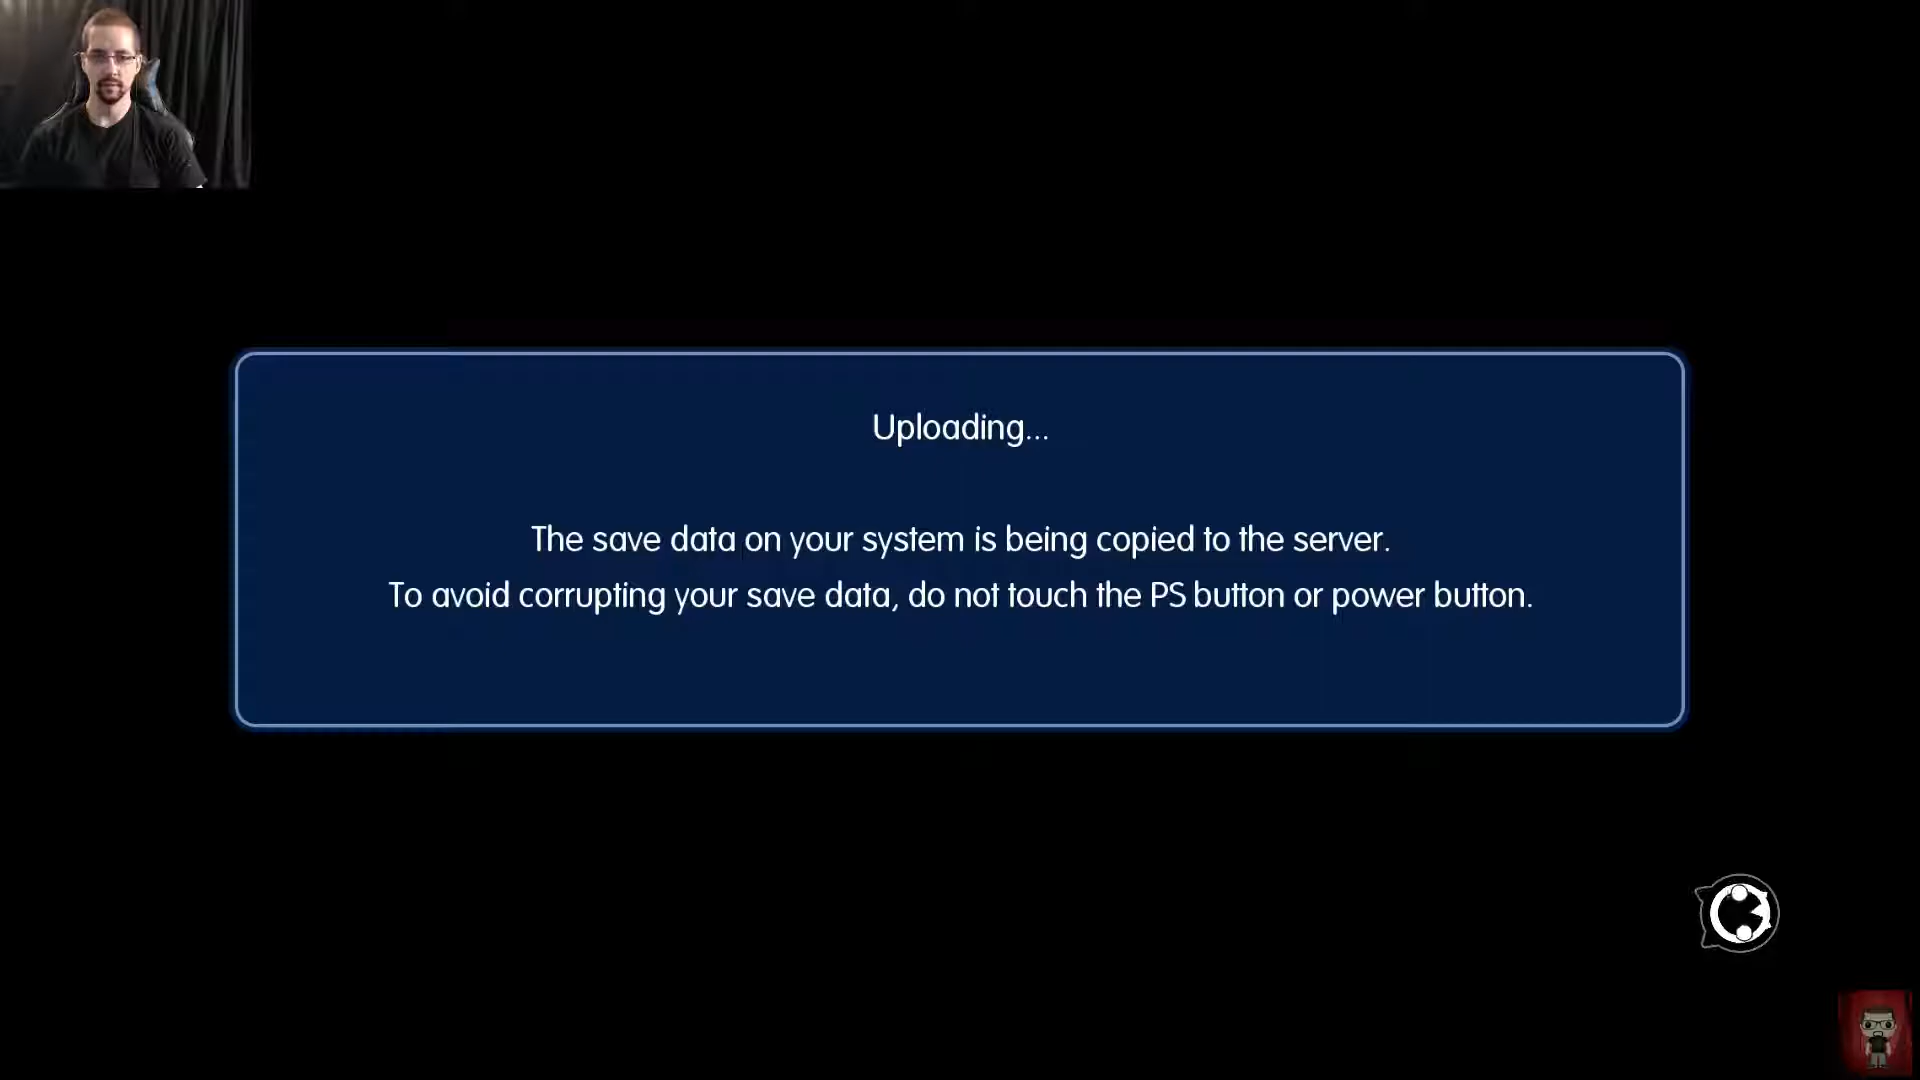 Uploading...
The save data on your system is being copied to the server.
To avoid corrupting your save data, do not touch the PS button or power button.